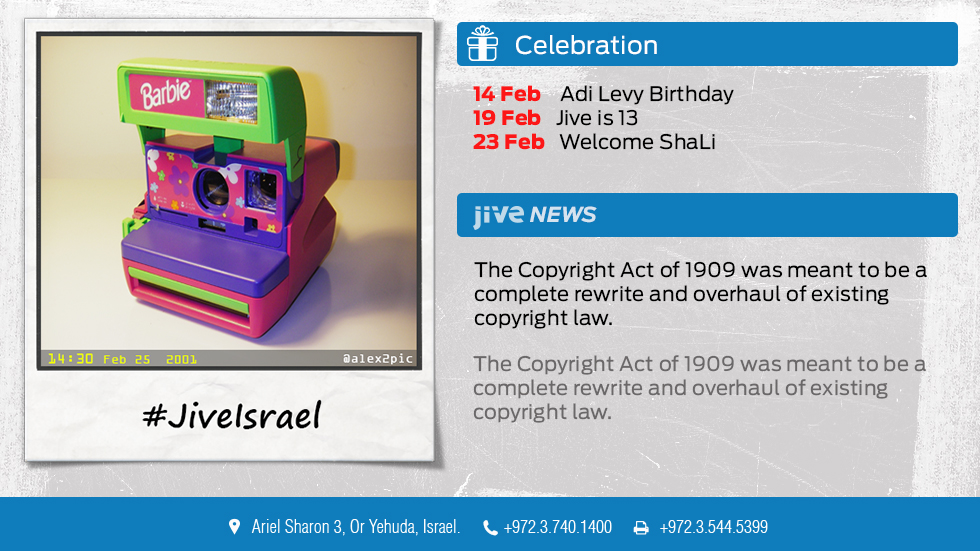 Barbie
14:30 Feb 25 2001
@alex2pic
#JiveIsrael
Celebration
14 Feb Adi Levy Birthday
19 Feb Jive is 13
23 Feb Welcome ShaLi
jive NEWS
The Copyright Act of 1909 was meant to be a
complete rewrite and overhaul of existing
copyright law.
The Copyright Act of 1909 was meant to be a
complete rewrite and overhaul of existing
copyright law.
Ariel Sharon 3, Or Yehuda, Israel. +972.3.740.1400 +972.3.544.5399